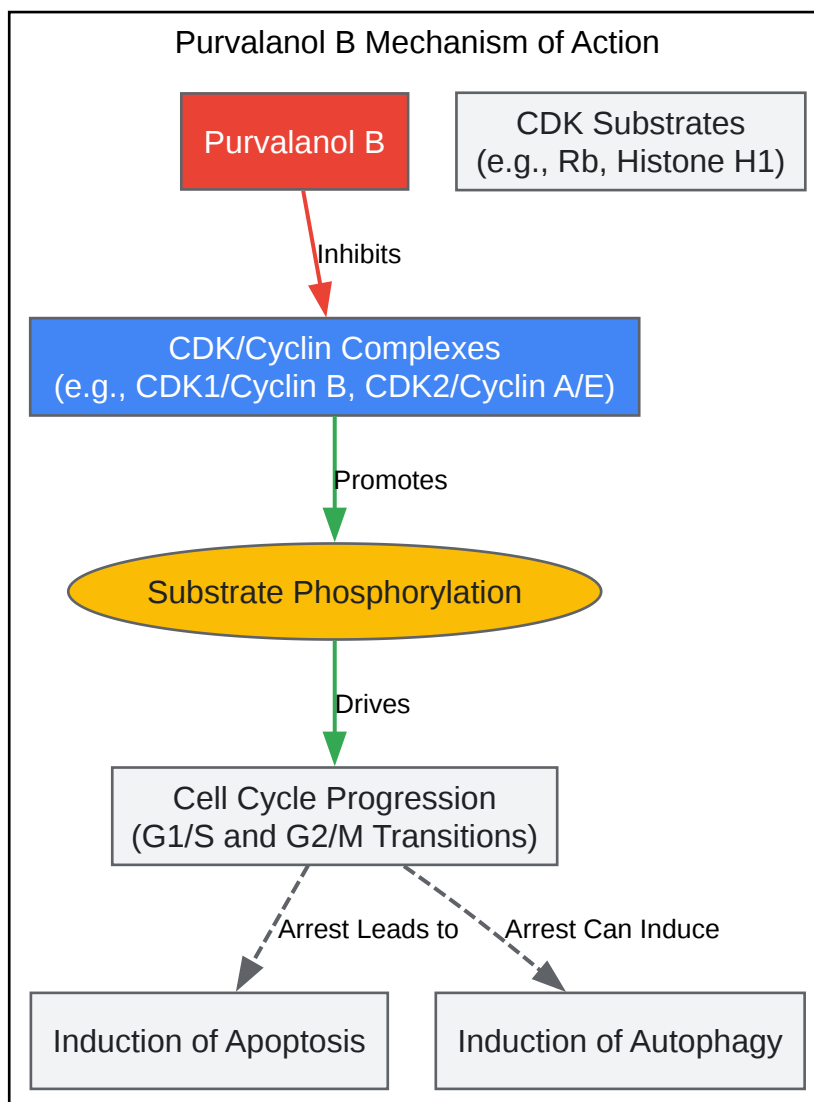 Purvalanol B Mechanism of Action
Purvalanol B
CDK Substrates
(e.g., Rb, Histone H1)
Inhibits
CDK/Cyclin Complexes
(e.g., CDK1/Cyclin B, CDK2/Cyclin A/E)
Promotes
Substrate Phosphorylation
Drives
Cell Cycle Progression
(G1/S and G2/M Transitions)
Arrest Leads to
Arrest Can Induce
Induction of Apoptosis
Induction of Autophagy